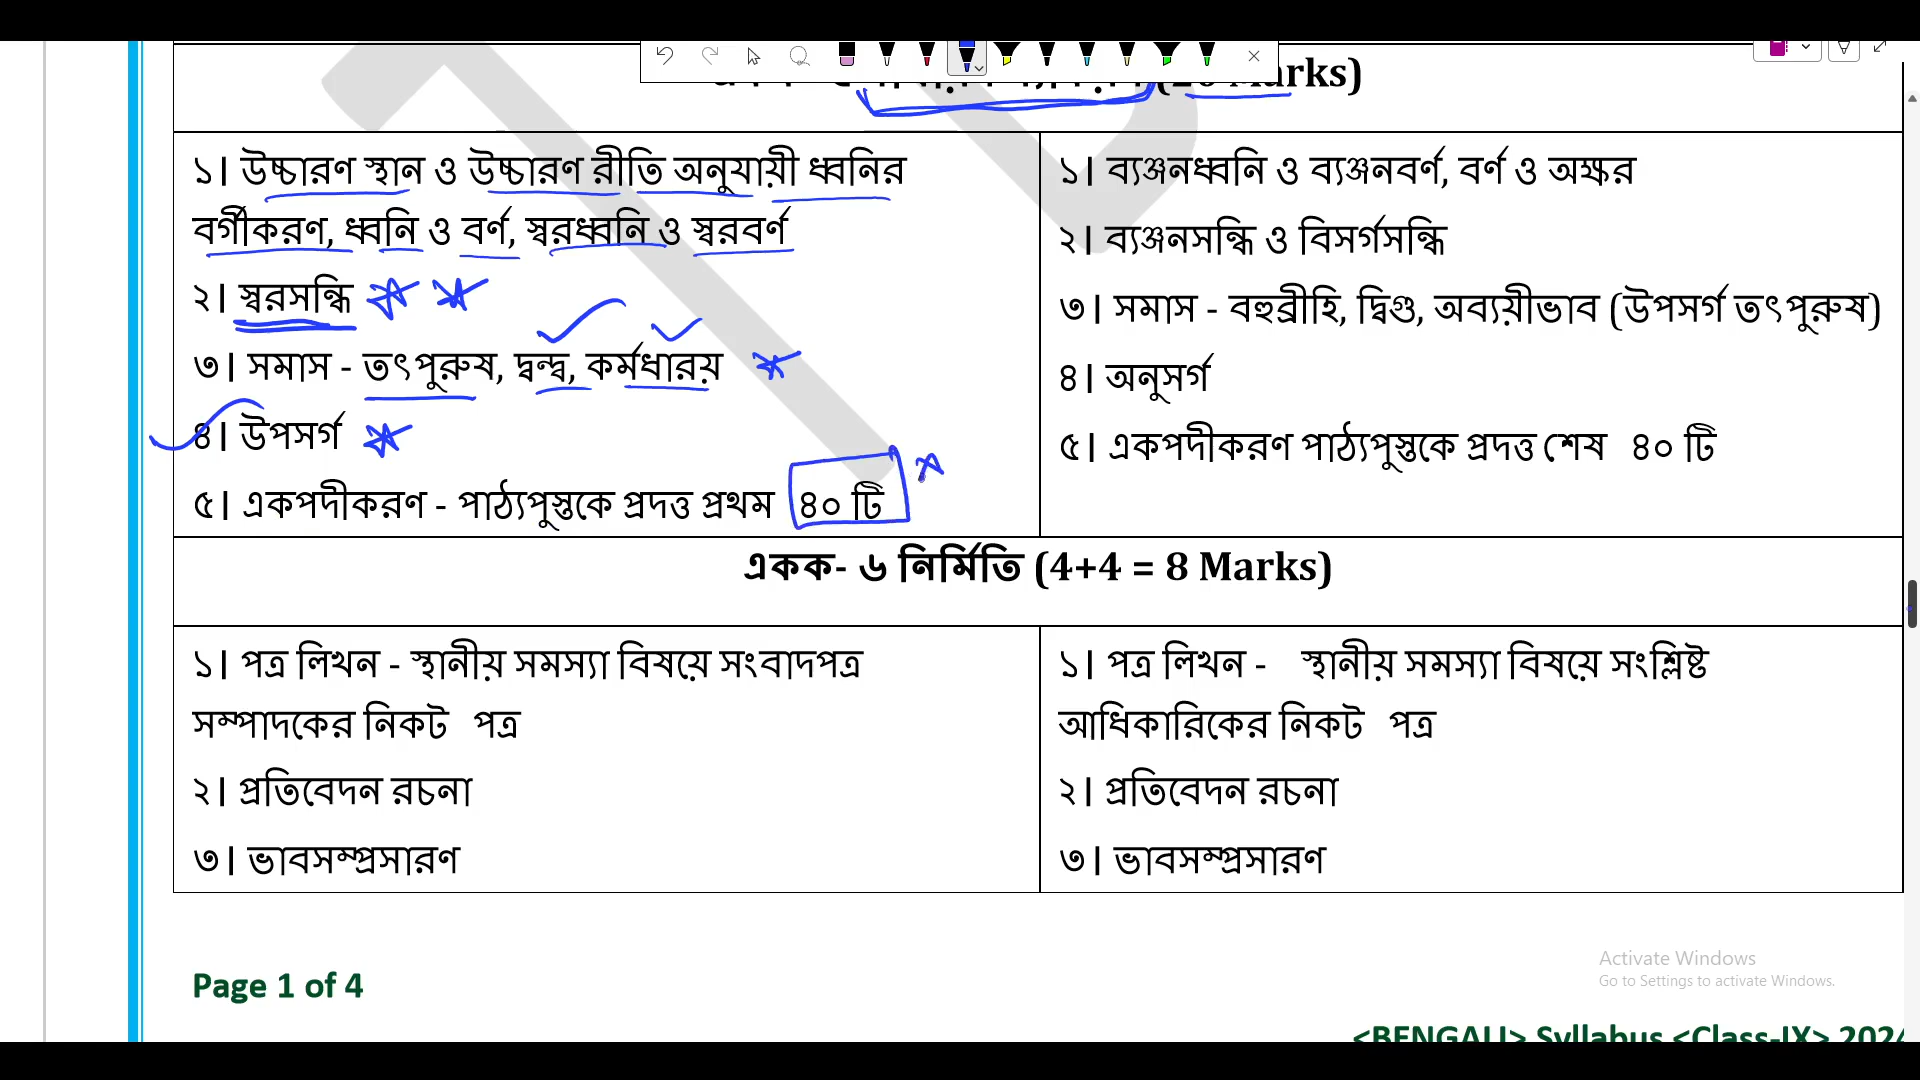 rks)
১। উচ্চারণ স্থান ও উচ্চারণ রীতি অনুযায়ী ধ্বনির
বর্গীকরণ, ধ্বনি ও বর্ণ, স্বরধ্বনি ও স্বরবর্ণ
২। স্বরসন্ধি
৩। সমাস - তৎপুরুষ, দ্বন্দ্ব, কর্মধারয়
৪। উপসর্গ
৫। একপদীকরণ - পাঠ্যপুস্তকে প্রদত্ত প্রথম ৪০ টি
১। ব্যঞ্জনধ্বনি ও ব্যঞ্জনবর্ণ, বর্ণ ও অক্ষর
২। ব্যঞ্জনসন্ধি ও বিসর্গসন্ধি
৩। সমাস - বহুব্রীহি, দ্বিগু, অব্যয়ীভাব (উপসর্গ তৎপুরুষ)
৪। অনুসর্গ
৫। একপদীকরণ পাঠ্যপুস্তকে প্রদত্ত শেষ ৪০ টি
একক- ৬ নির্মিতি (4+4 = 8 Marks)
১। পত্র লিখন - স্থানীয় সমস্যা বিষয়ে সংবাদপত্র
সম্পাদকের নিকট পত্র
২। প্রতিবেদন রচনা
৩। ভাবসম্প্রসারণ
১। পত্র লিখন - স্থানীয় সমস্যা বিষয়ে সংশ্লিষ্ট
আধিকারিকের নিকট পত্র
২। প্রতিবেদন রচনা
৩। ভাবসম্প্রসারণ
Activate Windows
Go to Settings to activate Windows.
Page 1 of 4
<BENGALI> Syllabus <Class-IX> 2024